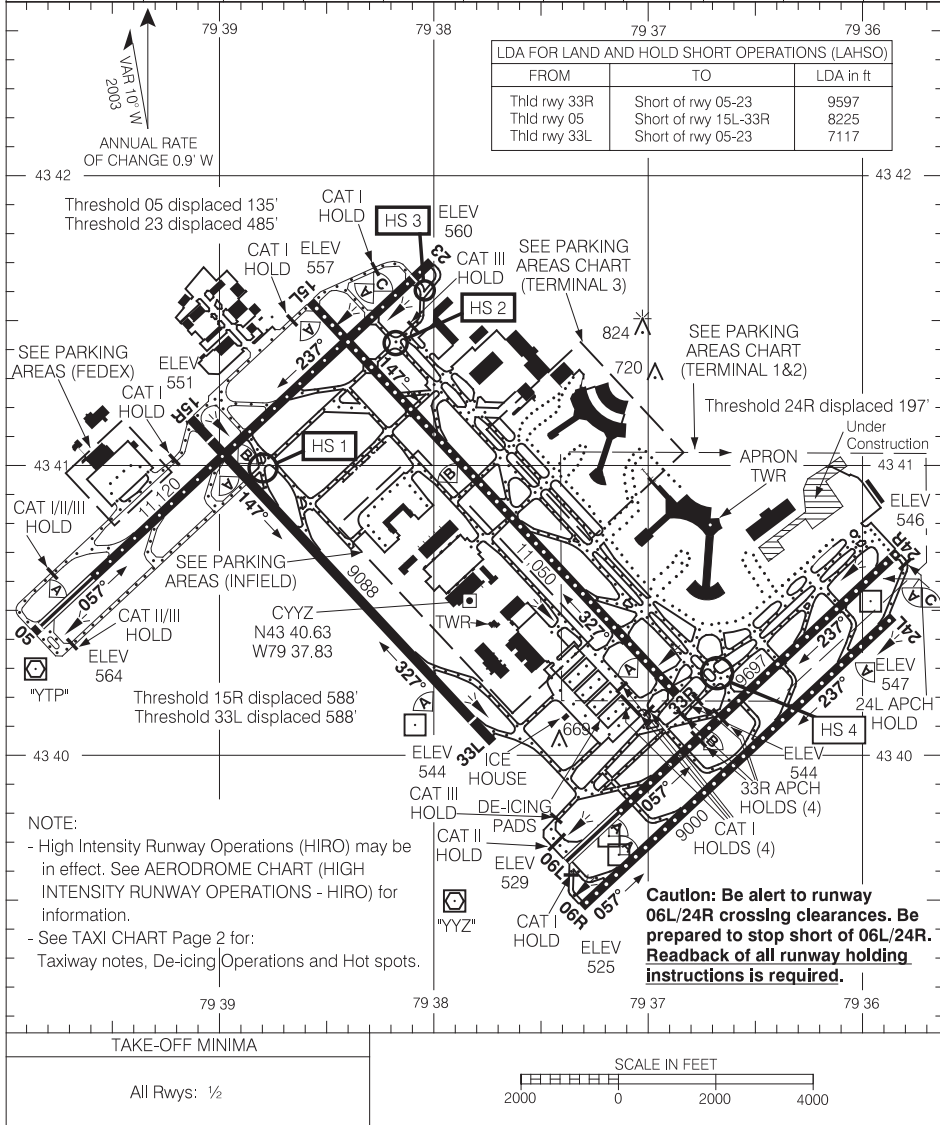 79 39
79 38
79 37
79 36
VAR 10° W
2003
ANNUAL RATE
OF CHANGE 0.9' W
LDA FOR LAND AND HOLD SHORT OPERATIONS (LAHSO)
FROM TO LDA in ft
Thld rwy 33R Short of rwy 05-23 9597
Thld rwy 05 Short of rwy 15L-33R 8225
Thld rwy 33L Short of rwy 05-23 7117
43 42
43 42
Threshold 05 displaced 135'
Threshold 23 displaced 485'
CAT I
HOLD
HS 3
ELEV
560
23
CAT I
HOLD
ELEV
557
15L
CAT III
HOLD
SEE PARKING
AREAS CHART
(TERMINAL 3)
HS 2
824
720
SEE PARKING
AREAS CHART
(TERMINAL 1&2)
SEE PARKING
AREAS (FEDEX)
ELEV
551
CAT I
HOLD
15R
237°
147°
Threshold 24R displaced 197'
Under
Construction
HS 1
43 41
43 41
APRON
TWR
CAT I/II/III
HOLD
11 120
147°
B
A
C
ELEV
546
24R
SEE PARKING
AREAS (INFIELD)
9088
11 050
057°
05
CAT II/III
HOLD
ELEV
564
CYYZ
N43 40.63
W79 37.83
TWR
327°
327°
237°
9697
24L
ELEV
547
24L APCH
HOLD
237°
"YTP"
Threshold 15R displaced 588'
Threshold 33L displaced 588'
33L
33R
HS 4
43 40
43 40
ELEV
544
ICE
HOUSE
669
ELEV
544
33R APCH
HOLDS (4)
CAT III
HOLD
DE-ICING
PADS
057°
9000
CAT I
HOLDS (4)
CAT II
HOLD
06L
ELEV
529
06R
057°
CAT I
HOLD
ELEV
525
"YYZ"
NOTE:
- High Intensity Runway Operations (HIRO) may be
in effect. See AERODROME CHART (HIGH
INTENSITY RUNWAY OPERATIONS - HIRO) for
information.
- See TAXI CHART Page 2 for:
Taxiway notes, De-icing Operations and Hot spots.
Caution: Be alert to runway
06L/24R crossing clearances. Be
prepared to stop short of 06L/24R.
Readback of all runway holding
instructions is required.
79 39
79 38
79 37
79 36
TAKE-OFF MINIMA
All Rwys: ½
SCALE IN FEET
2000 0 2000 4000